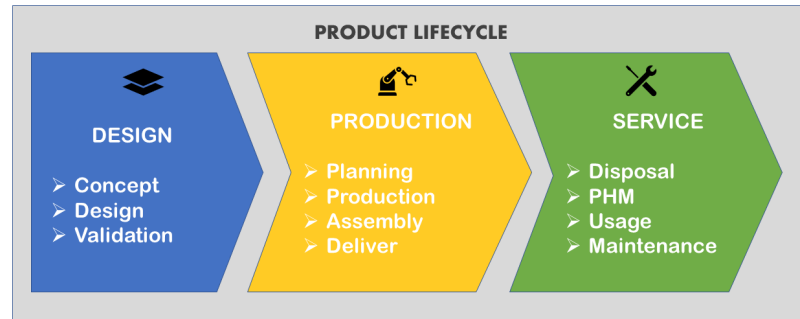 PRODUCT LIFECYCLE
DESIGN
➢ Concept
➢ Design
➢ Validation
PRODUCTION
➢ Planning
➢ Production
➢ Assembly
➢ Deliver
SERVICE
➢ Disposal
➢ PHM
➢ Usage
➢ Maintenance